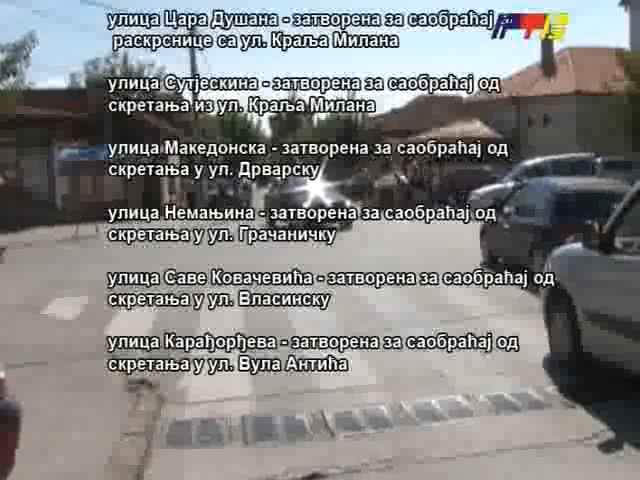 улица Цара Душана - затворена за саобраћај
раскрснице са ул. Краља Милана
улица Сутјескина - затворена за саобраћај од
скретања из ул. Краља Милана
улица Македонска - затворена за саобраћај од
скретања у ул. Дрварску
улица Немањина - затворена за саобраћај од
скретања у ул. Грачаничку
улица Саве Ковачевића - затворена за саобраћај од
скретања у ул. Власинску
улица Карађорђева - затворена за саобраћај од
скретања у ул. Вула Антића